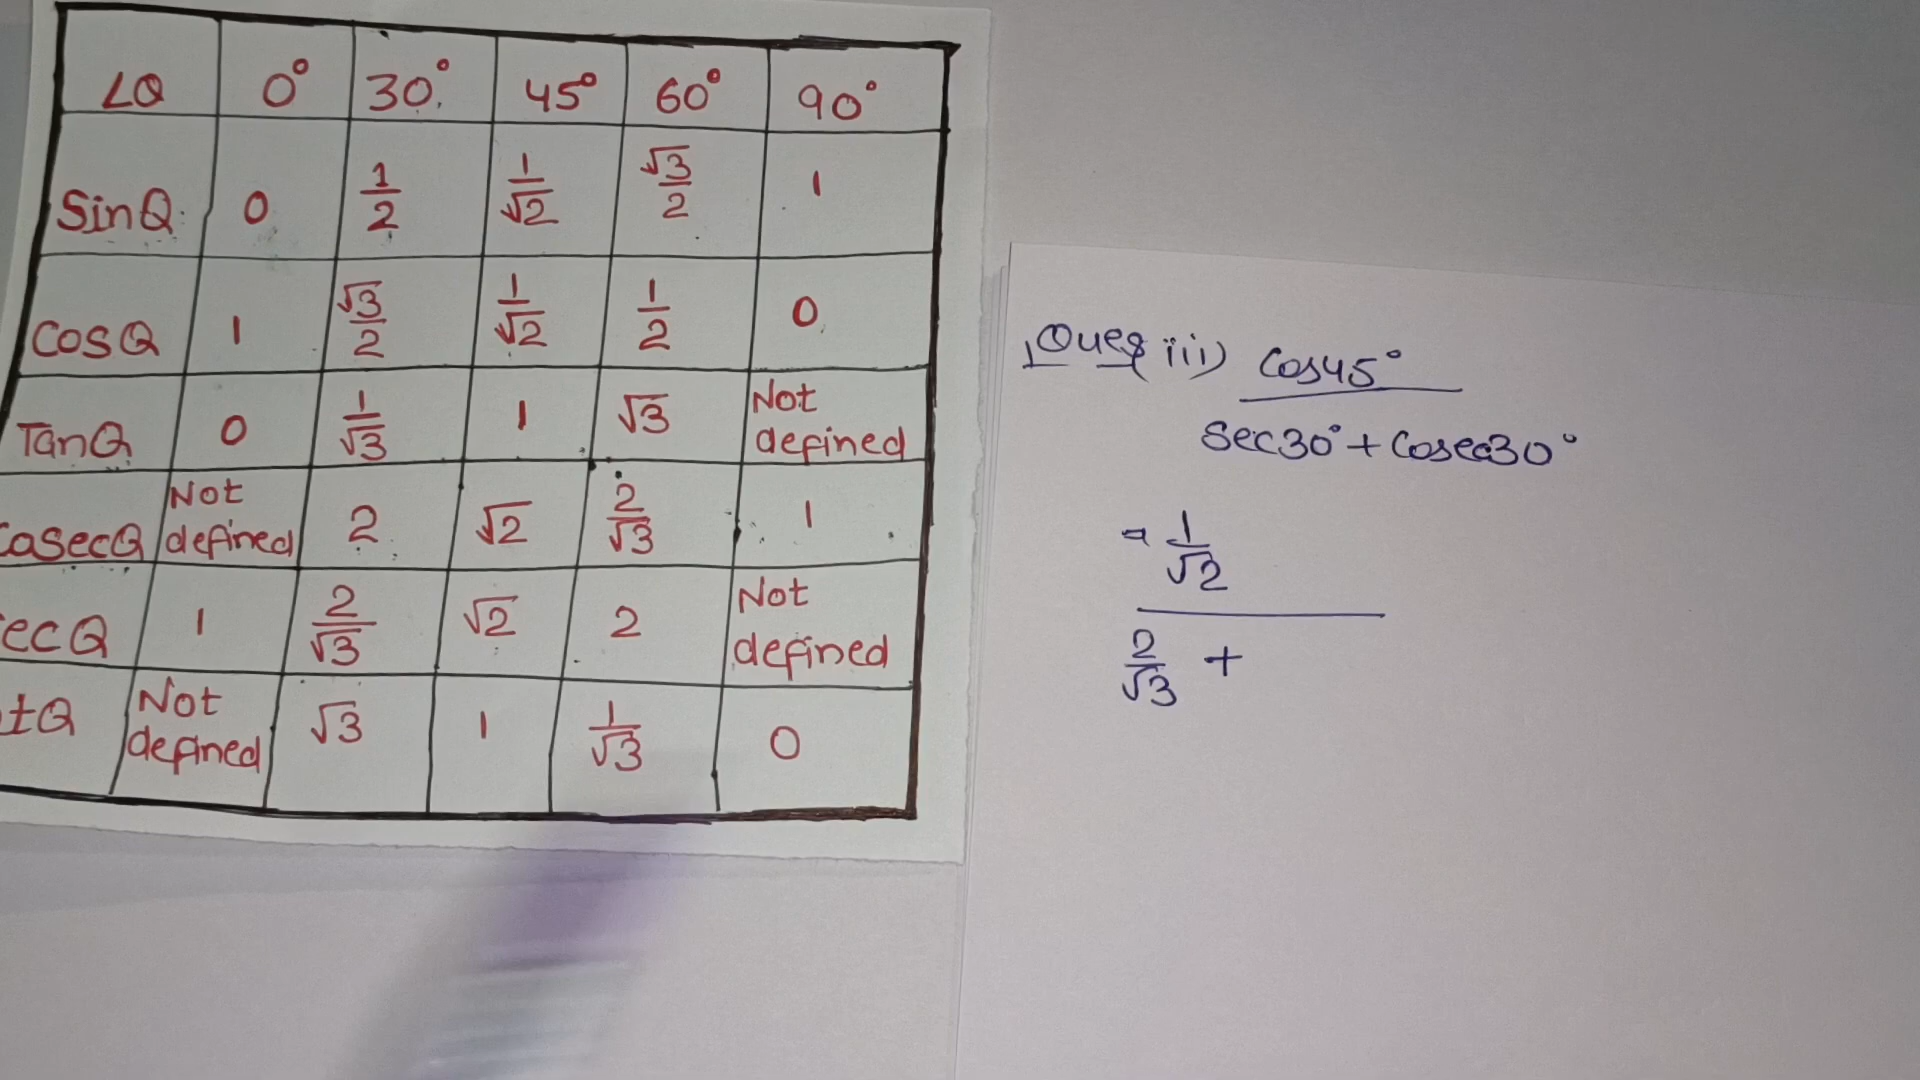 ∠Q 0° 30° 45° 60° 90°
SinQ 0 1/2 1/√2 √3/2 1
CosQ 1 √3/2 1/√2 1/2 0
TanQ 0 1/√3 1 √3 Not defined
CosecQ Not defined 2 √2 2/√3 1
ecQ 1 2/√3 √2 2 Not defined
tQ Not defined √3 1 1/√3 0
Ques iii) Cos45°
Sec30° + Cosec30°
= 1/√2
2/√3 +